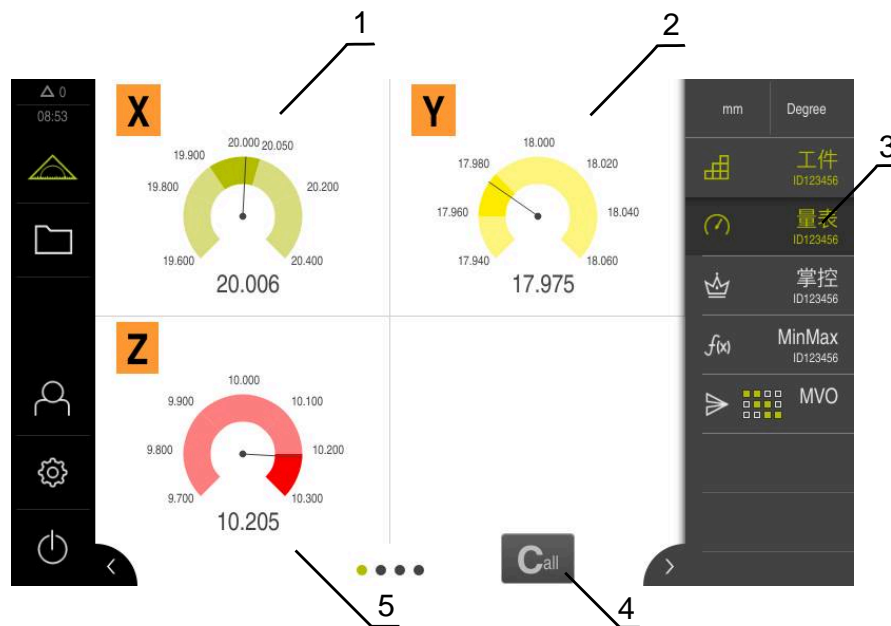 1
2
3
△ 0
08:53
X
20.000 20.050
19.900
19.800
20.200
19.600
20.400
20.006
Y
18.000
17.980
18.020
17.960
18.040
17.940
18.060
17.975
mm
Degree
工件
ID123456
量表
ID123456
掌控
ID123456
f(x)
MinMax
ID123456
MVO
Z
10.000
9.900
10.100
9.800
10.200
9.700
10.300
10.205
Call
5
4